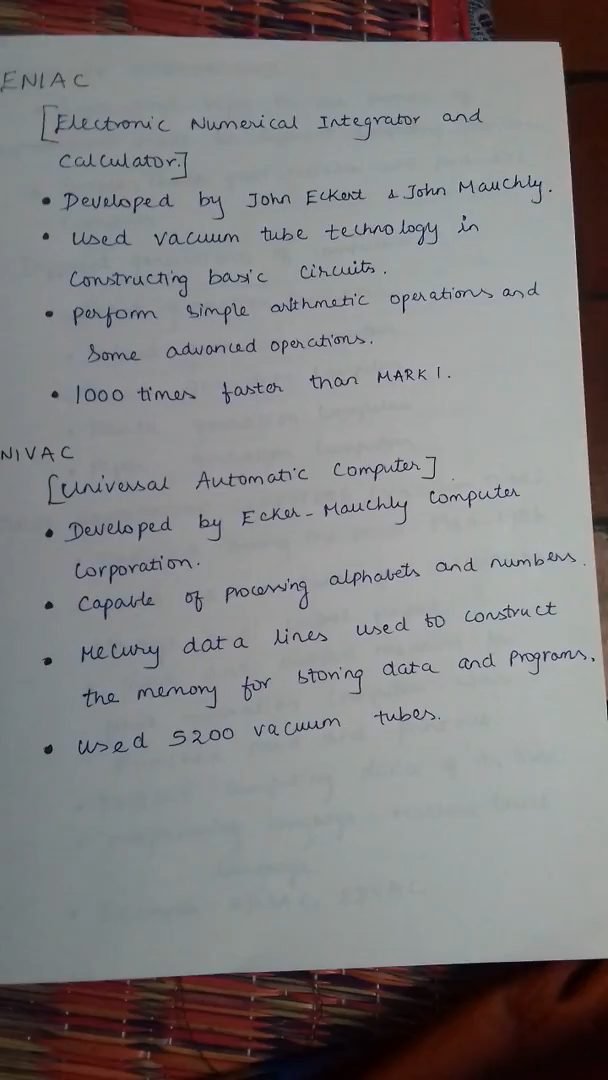 ENIAC
[Electronic Numerical Integrator and
Calculator.]
• Developed by John Eckert & John Mauchly.
• Used vacuum tube technology in
Constructing basic circuits.
• perform simple arithmetic operations and
Some advanced operations.
• 1000 times faster than MARK 1.
NIVAC
[Universal Automatic Computer]
• Developed by Ecker-Mauchly Computer
Corporation.
• Capable of processing alphabets and numbers.
• Mecury data lines used to construct
the memory for storing data and programs.
• Used 5200 vacuum tubes.